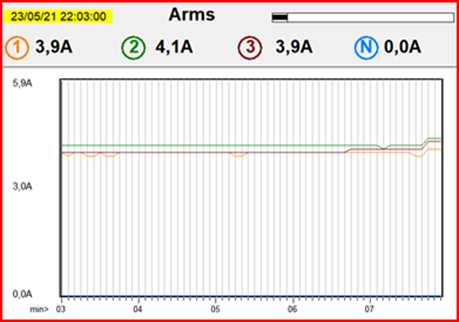 23/05/21 22:03:00 Arms
1 3,9A 2 4,1A 3 3,9A N 0,0A
5,9A
3,0A
0,0A
min> 03 04 05 06 07